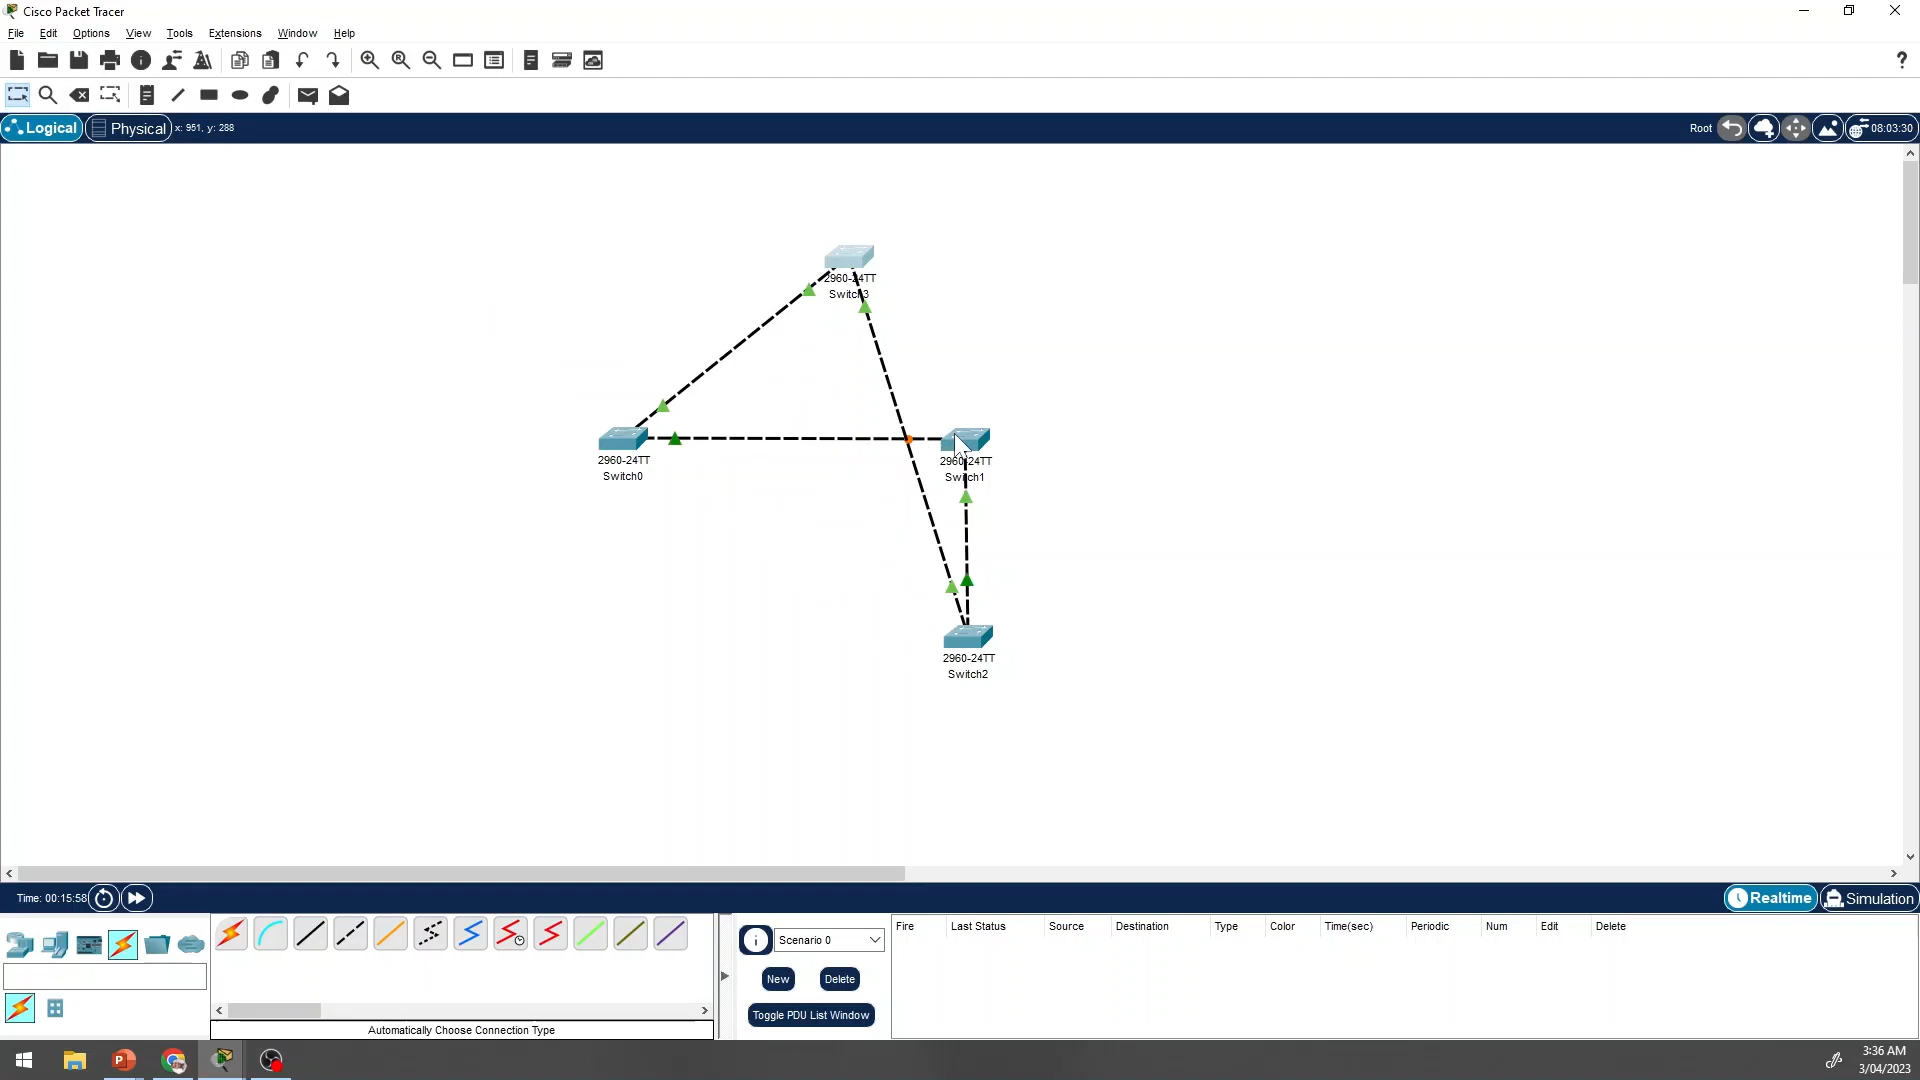 Cisco Packet Tracer
File Edit Options View Tools Extensions Window Help
Logical Physical x: 951, y: 288 Root 08:03:30
2960-24TT
Switch3
2960-24TT
Switch0
2960-24TT
Switch1
2960-24TT
Switch2
Time: 00:15:58 Realtime Simulation
Scenario 0
New Delete
Toggle PDU List Window
Fire Last Status Source Destination Type Color Time(sec) Periodic Num Edit Delete
Automatically Choose Connection Type
3:36 AM
3/04/2023